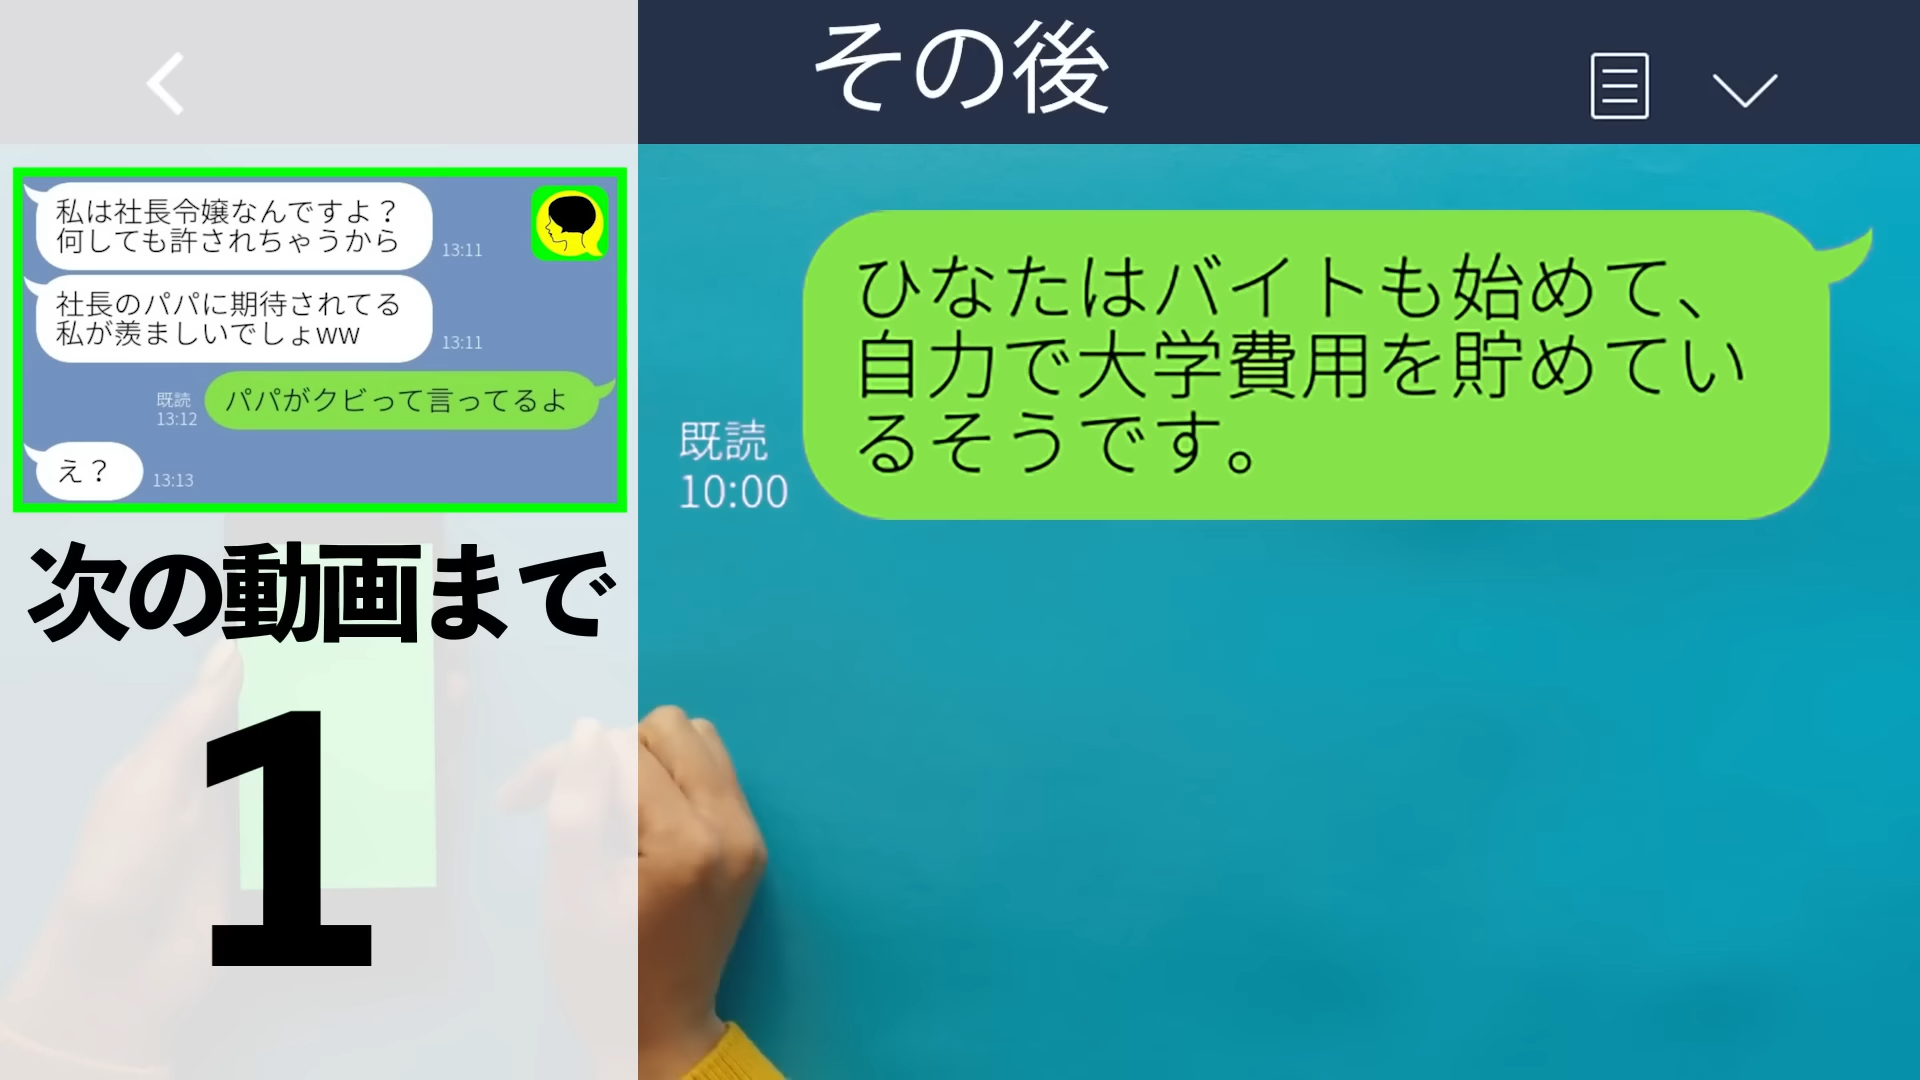 その後
私は社長令嬢なんですよ？
何しても許されちゃうから
13:11
社長のパパに期待されてる
私が羨ましいでしょww
13:11
既読
13:12
パパがクビって言ってるよ
え？
13:13
次の動画まで
1
ひなたはバイトも始めて、
自力で大学費用を貯めてい
るそうです。
既読
10:00